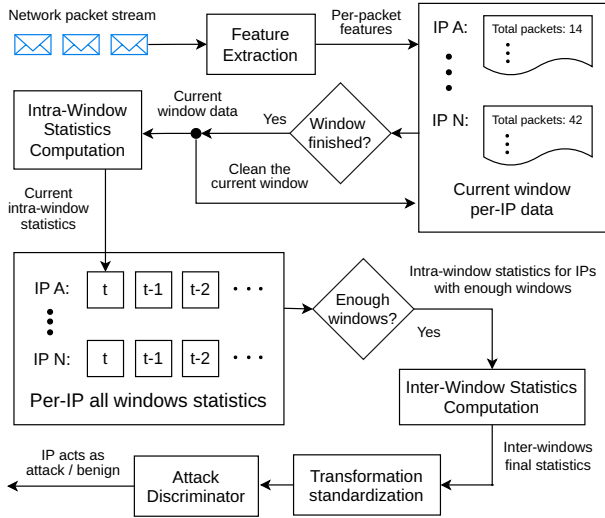 Network packet stream
Feature
Extraction
Per-packet
features
IP A:
Total packets: 14
IP N:
Total packets: 42
Current window
per-IP data
Window
finished?
Yes
Current
window data
Clean the
current window
Intra-Window
Statistics
Computation
Current
intra-window
statistics
IP A:
t
t-1
t-2
IP N:
t
t-1
t-2
Per-IP all windows statistics
Enough
windows?
Intra-window statistics for IPs
with enough windows
Yes
Inter-Window Statistics
Computation
Inter-windows
final statistics
Transformation
standardization
Attack
Discriminator
IP acts as
attack / benign